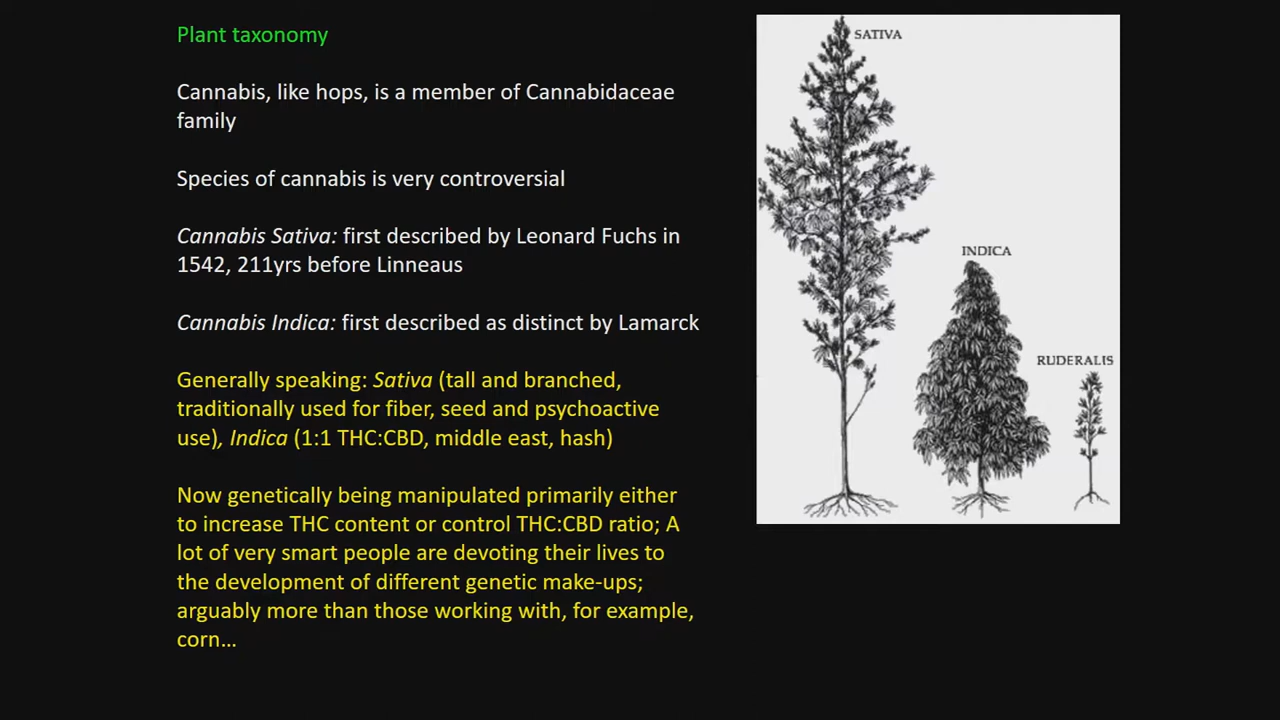 Plant taxonomy
Cannabis, like hops, is a member of Cannabidaceae
family
Species of cannabis is very controversial
Cannabis Sativa: first described by Leonard Fuchs in
1542, 211yrs before Linneaus
Cannabis Indica: first described as distinct by Lamarck
Generally speaking: Sativa (tall and branched,
traditionally used for fiber, seed and psychoactive
use), Indica (1:1 THC:CBD, middle east, hash)
Now genetically being manipulated primarily either
to increase THC content or control THC:CBD ratio; A
lot of very smart people are devoting their lives to
the development of different genetic make-ups;
arguably more than those working with, for example,
corn…
SATIVA
INDICA
RUDERALIS